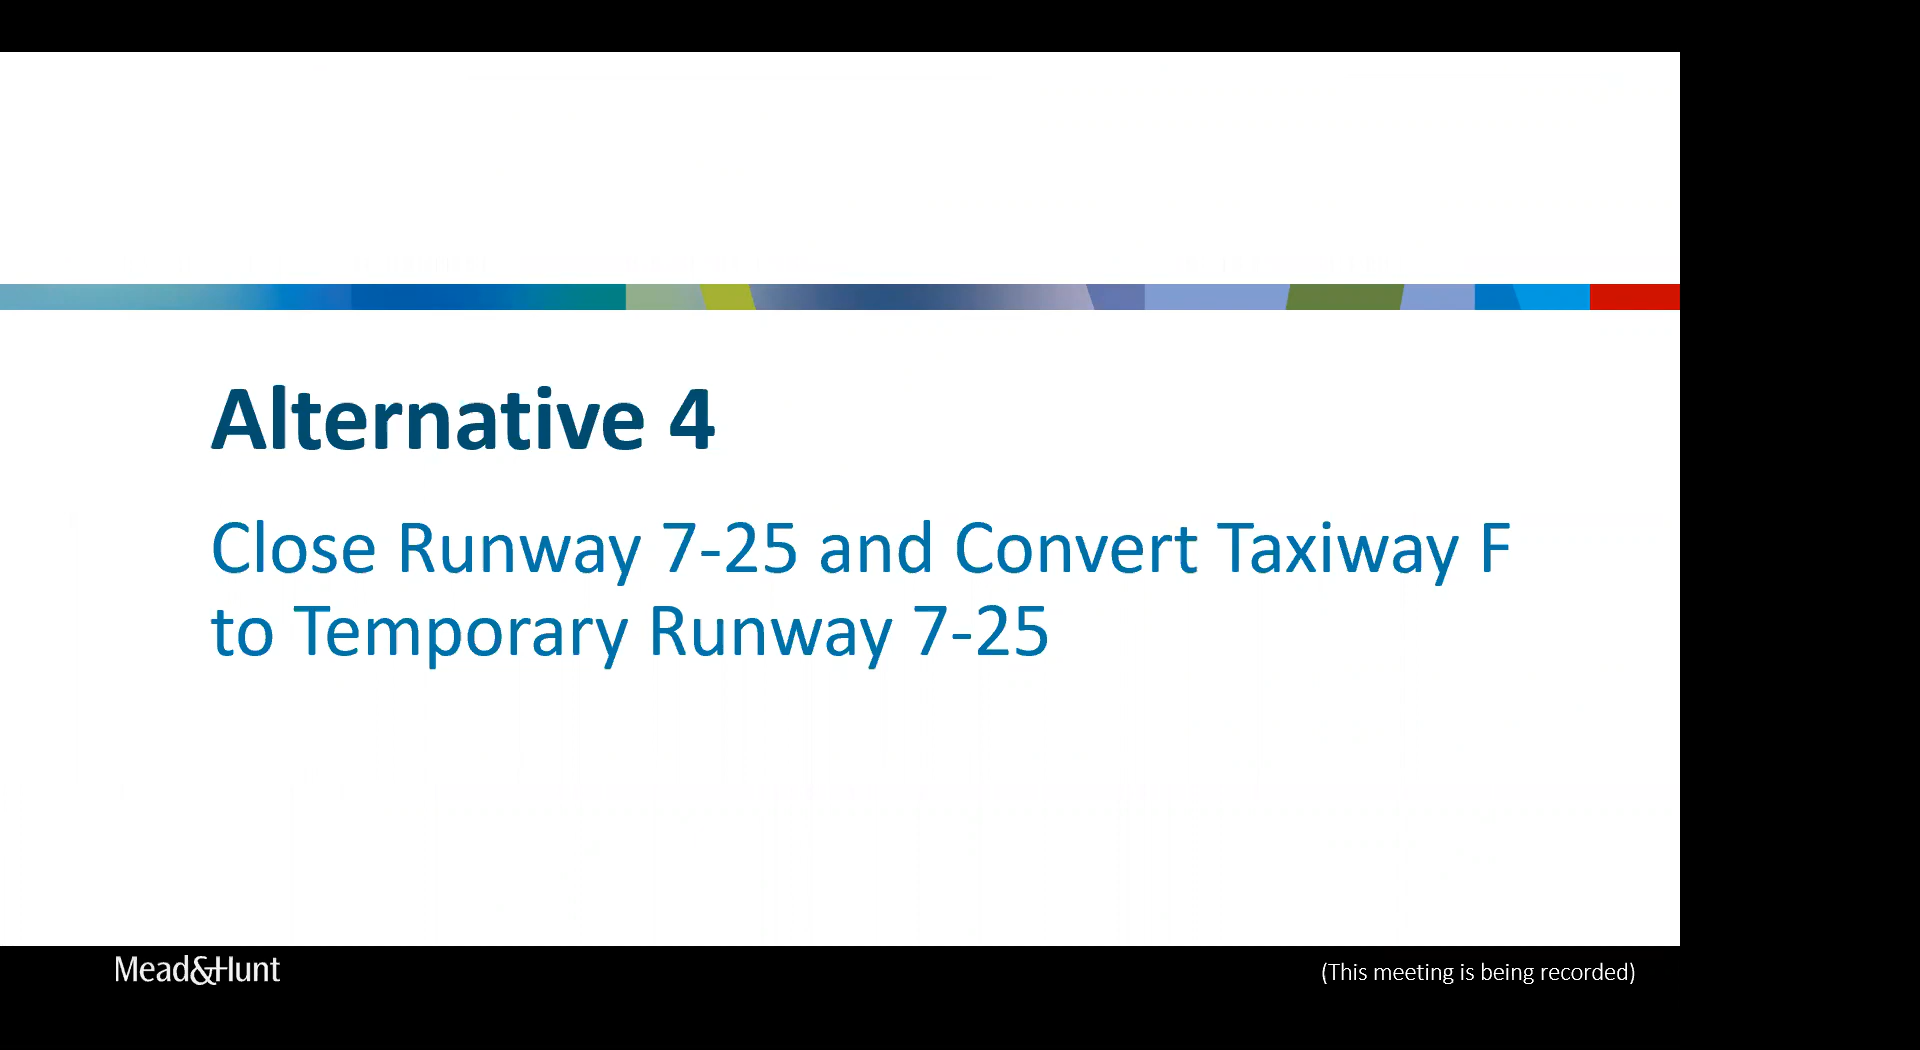 Alternative 4
Close Runway 7-25 and Convert Taxiway F
to Temporary Runway 7-25
Mead&Hunt
(This meeting is being recorded)